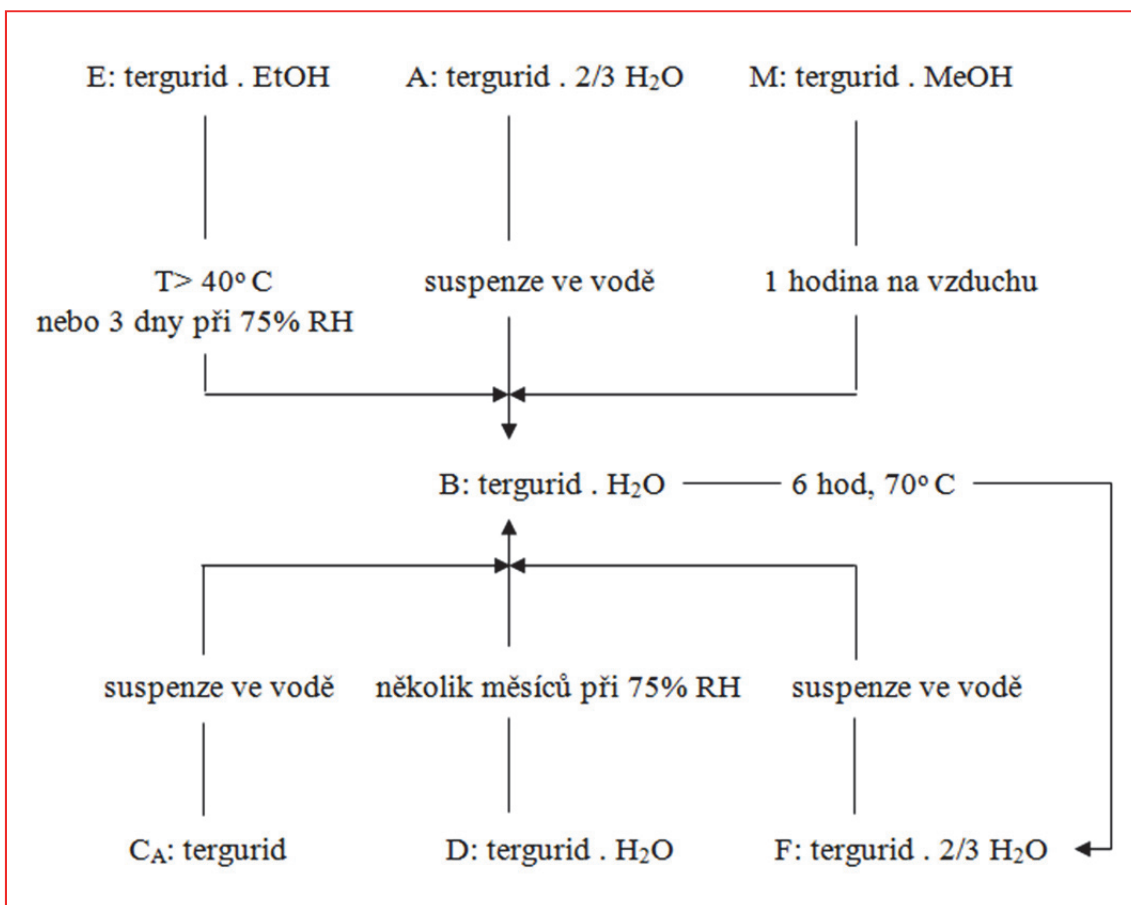 E: tergurid . EtOH
A: tergurid . 2/3 H₂O
M: tergurid . MeOH
T> 40° C
nebo 3 dny při 75% RH
suspenze ve vodě
1 hodina na vzduchu
B: tergurid . H₂O
6 hod, 70° C
suspenze ve vodě
několik měsíců při 75% RH
suspenze ve vodě
C_A: tergurid
D: tergurid . H₂O
F: tergurid . 2/3 H₂O